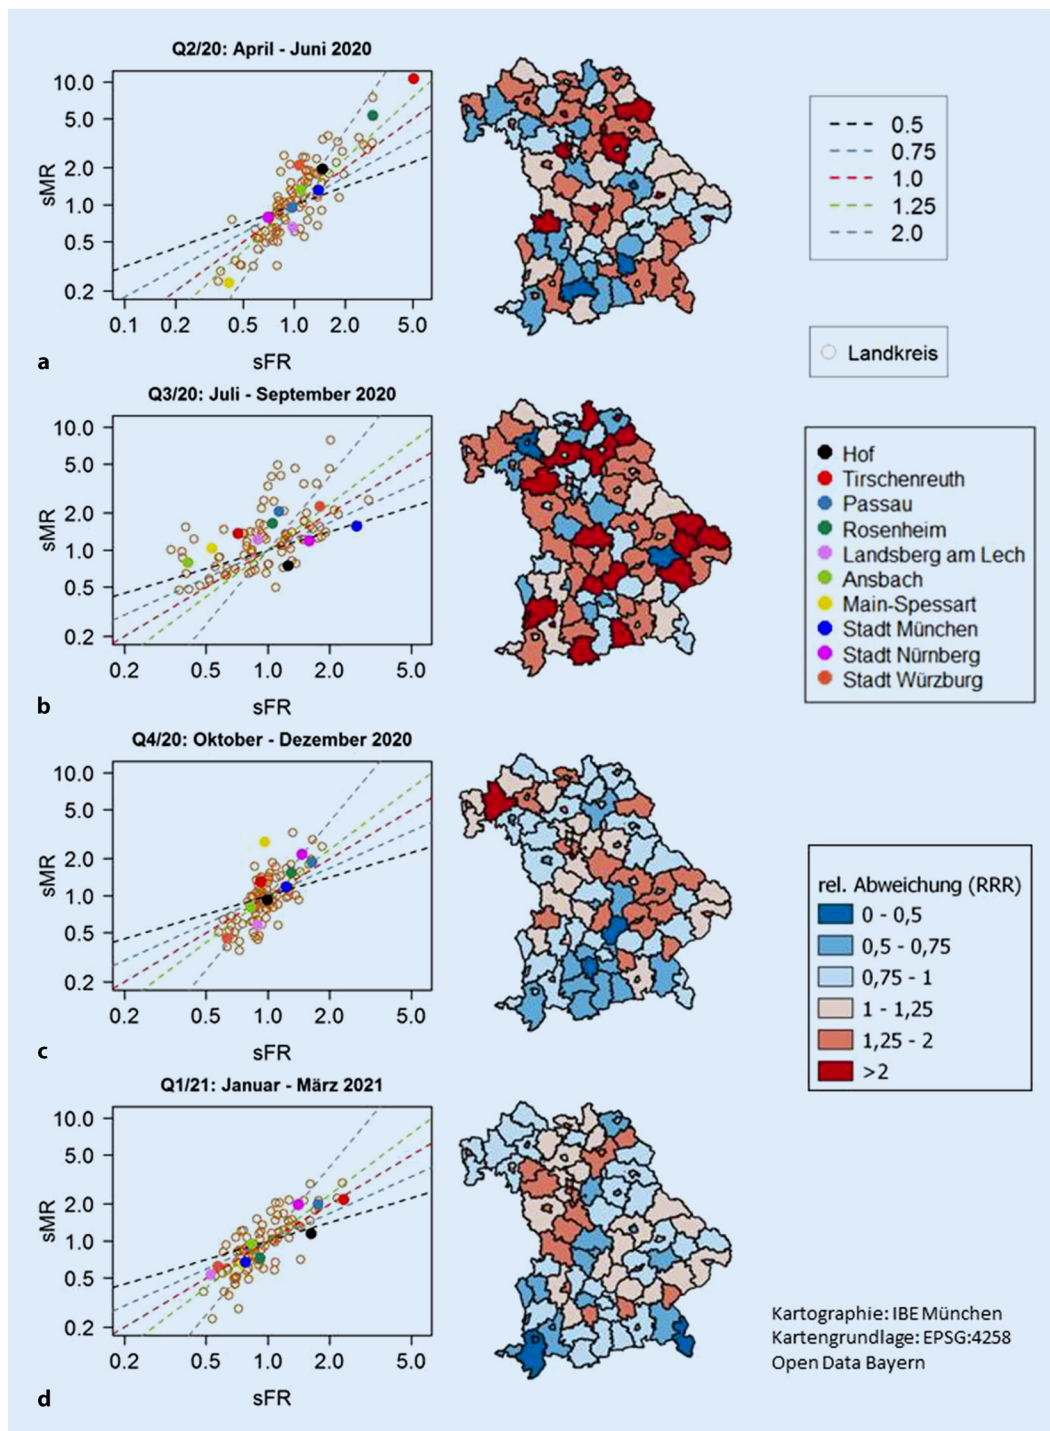 Q2/20: April - Juni 2020
10.0
5.0
2.0
1.0
0.5
0.2
sMR
0.1 0.2 0.5 1.0 2.0 5.0
sFR
a
0.5
0.75
1.0
1.25
2.0
Landkreis
Q3/20: Juli - September 2020
10.0
5.0
2.0
1.0
0.5
0.2
sMR
0.2 0.5 1.0 2.0 5.0
sFR
b
Hof
Tirschenreuth
Passau
Rosenheim
Landsberg am Lech
Ansbach
Main-Spessart
Stadt München
Stadt Nürnberg
Stadt Würzburg
Q4/20: Oktober - Dezember 2020
10.0
5.0
2.0
1.0
0.5
0.2
sMR
0.2 0.5 1.0 2.0 5.0
sFR
c
rel. Abweichung (RRR)
0 - 0,5
0,5 - 0,75
0,75 - 1
1 - 1,25
1,25 - 2
>2
Q1/21: Januar - März 2021
10.0
5.0
2.0
1.0
0.5
0.2
sMR
0.2 0.5 1.0 2.0 5.0
sFR
d
Kartographie: IBE München
Kartengrundlage: EPSG:4258
Open Data Bayern